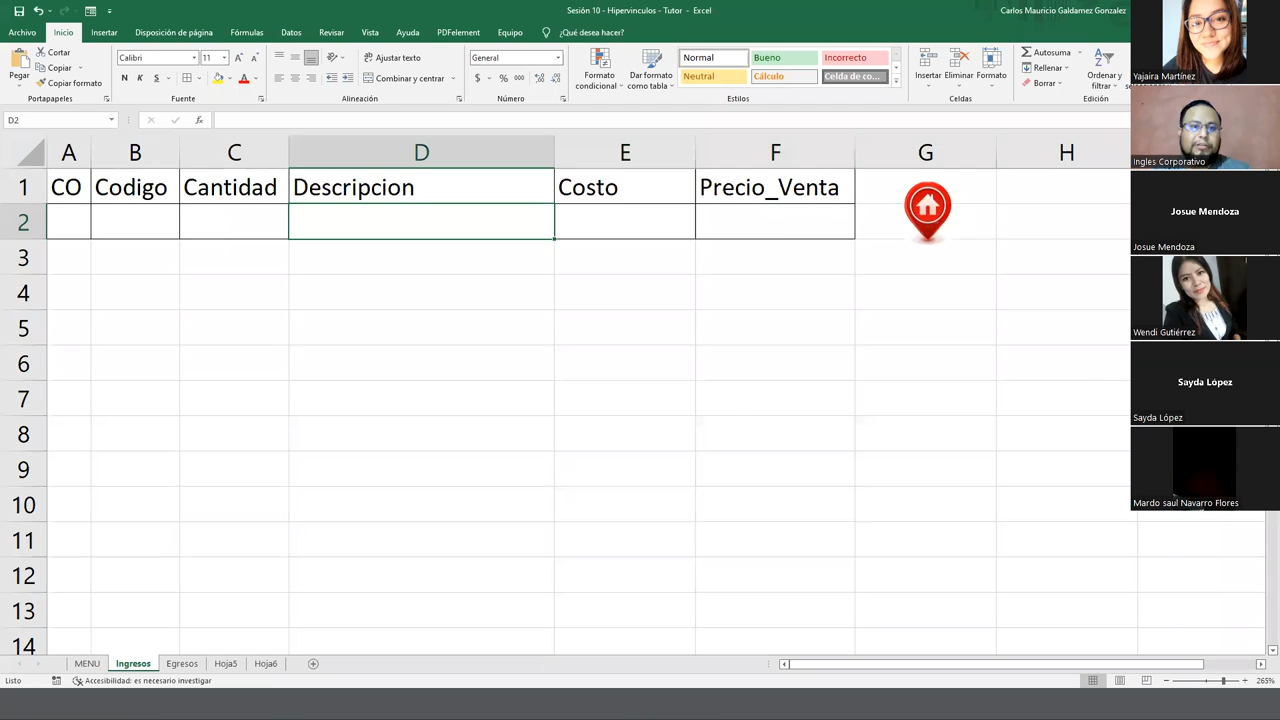 Sesión 10 - Hipervinculos - Tutor - Excel
Carlos Mauricio Galdamez Gonzalez
Archivo Inicio Insertar Disposición de página Fórmulas Datos Revisar Vista Ayuda PDFelement Equipo ¿Qué desea hacer?
Pegar
Cortar
Copiar
Copiar formato
Portapapeles
Calibri 11
N K S
Fuente
Ajustar texto
Combinar y centrar
Alineación
General
$ % 000
Número
Formato condicional
Dar formato como tabla
Normal Bueno Incorrecto
Neutral Cálculo Celda de co...
Estilos
Insertar Eliminar Formato
Celdas
Autosuma
Rellenar
Borrar
Ordenar y filtrar
Edición
D2
fx
A B C D E F G H
1 CO Codigo Cantidad Descripcion Costo Precio_Venta
2
3
4
5
6
7
8
9
10
11
12
13
14
MENU Ingresos Egresos Hoja5 Hoja6
Listo Accesibilidad: es necesario investigar 265%
Yajaira Martínez
Ingles Corporativo
Josue Mendoza
Josue Mendoza
Wendi Gutiérrez
Sayda López
Sayda López
Mardo saul Navarro Flores